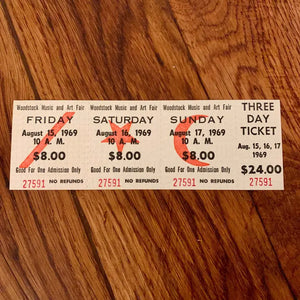 Woodstock Music and Art Fair
FRIDAY
August 15, 1969
10 A. M.
$8.00
Good For One Admission Only
27591 NO REFUNDS
Woodstock Music and Art Fair
SATURDAY
August 16, 1969
10 A. M.
$8.00
Good For One Admission Only
27591 NO REFUNDS
Woodstock Music and Art Fair
SUNDAY
August 17, 1969
10 A. M.
$8.00
Good For One Admission Only
27591 NO REFUNDS
THREE
DAY
TICKET
Aug. 15, 16, 17
1969
$24.00
27591